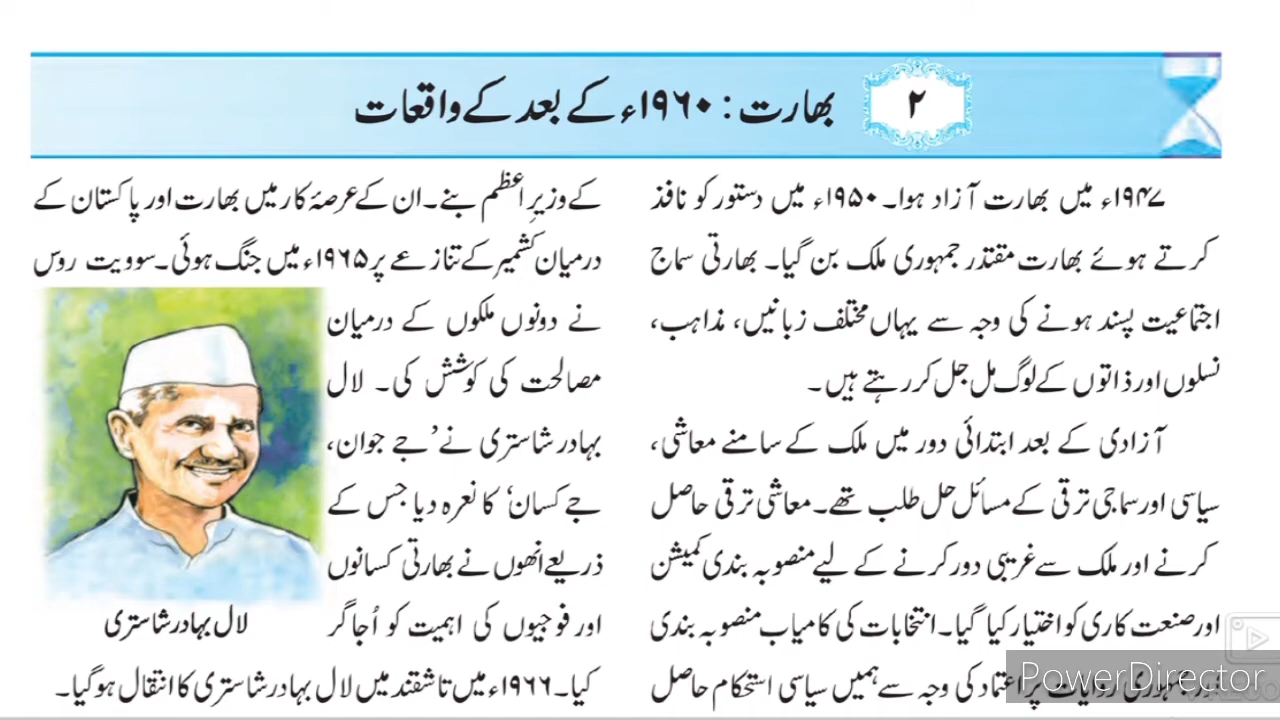 ۲
بھارت : ۱۹۶۰ء کے بعد کے واقعات
۱۹۴۷ء میں بھارت آزاد ہوا۔ ۱۹۵۰ء میں دستور کو نافذ
کرتے ہوئے بھارت مقتدر جمہوری ملک بن گیا۔ بھارتی سماج
اجتماعیت پسند ہونے کی وجہ سے یہاں مختلف زبانیں، مذاہب،
نسلوں اور ذاتوں کے لوگ مل جل کر رہتے ہیں۔
آزادی کے بعد ابتدائی دور میں ملک کے سامنے معاشی،
سیاسی اور سماجی ترقی کے مسائل حل طلب تھے۔ معاشی ترقی حاصل
کرنے اور ملک سے غریبی دور کرنے کے لیے منصوبہ بندی کمیشن
اور صنعت کاری کو اختیار کیا گیا۔ انتخابات کی کامیاب منصوبہ بندی
اور جمہوری روایات پر اعتماد کی وجہ سے ہمیں سیاسی استحکام حاصل
کے وزیرِ اعظم بنے۔ ان کے عرصۂ کار میں بھارت اور پاکستان کے
درمیان کشمیر کے تنازعے پر ۱۹۶۵ء میں جنگ ہوئی۔ سوویت روس
نے دونوں ملکوں کے درمیان
مصالحت کی کوشش کی۔ لال
بہادر شاستری نے ’جے جوان،
جے کسان‘ کا نعرہ دیا جس کے
ذریعے انھوں نے بھارتی کسانوں
اور فوجیوں کی اہمیت کو اُجاگر
کیا۔ ۱۹۶۶ء میں تاشقند میں لال بہادر شاستری کا انتقال ہوگیا۔
لال بہادر شاستری
PowerDirector